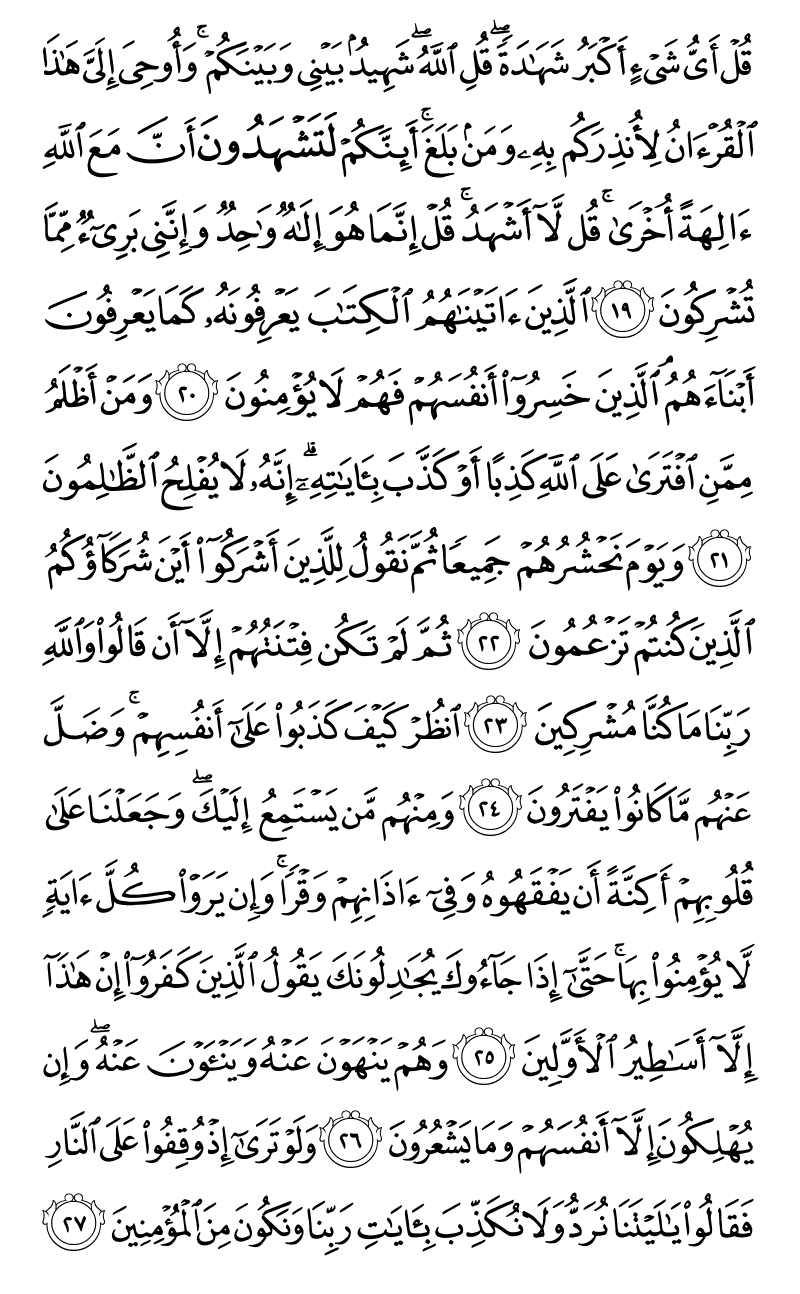 قُلْ أَيُّ شَىْءٍ أَكْبَرُ شَهَٰدَةً ۖ قُلِ ٱللَّهُ ۖ شَهِيدُۢ بَيْنِى وَبَيْنَكُمْ ۚ وَأُوحِىَ إِلَىَّ هَٰذَا
ٱلْقُرْءَانُ لِأُنذِرَكُم بِهِۦ وَمَنۢ بَلَغَ ۚ أَئِنَّكُمْ لَتَشْهَدُونَ أَنَّ مَعَ ٱللَّهِ
ءَالِهَةً أُخْرَىٰ ۚ قُل لَّآ أَشْهَدُ ۚ قُلْ إِنَّمَا هُوَ إِلَٰهٌ وَٰحِدٌ وَإِنَّنِى بَرِىٓءٌ مِّمَّا
تُشْرِكُونَ ١٩ ٱلَّذِينَ ءَاتَيْنَٰهُمُ ٱلْكِتَٰبَ يَعْرِفُونَهُۥ كَمَا يَعْرِفُونَ
أَبْنَآءَهُمُ ۘ ٱلَّذِينَ خَسِرُوٓا۟ أَنفُسَهُمْ فَهُمْ لَا يُؤْمِنُونَ ٢٠ وَمَنْ أَظْلَمُ
مِمَّنِ ٱفْتَرَىٰ عَلَى ٱللَّهِ كَذِبًا أَوْ كَذَّبَ بِـَٔايَٰتِهِۦٓ ۗ إِنَّهُۥ لَا يُفْلِحُ ٱلظَّٰلِمُونَ
٢١ وَيَوْمَ نَحْشُرُهُمْ جَمِيعًا ثُمَّ نَقُولُ لِلَّذِينَ أَشْرَكُوٓا۟ أَيْنَ شُرَكَآؤُكُمُ
ٱلَّذِينَ كُنتُمْ تَزْعُمُونَ ٢٢ ثُمَّ لَمْ تَكُن فِتْنَتُهُمْ إِلَّآ أَن قَالُوا۟ وَٱللَّهِ
رَبِّنَا مَا كُنَّا مُشْرِكِينَ ٢٣ ٱنظُرْ كَيْفَ كَذَبُوا۟ عَلَىٰٓ أَنفُسِهِمْ ۚ وَضَلَّ
عَنْهُم مَّا كَانُوا۟ يَفْتَرُونَ ٢٤ وَمِنْهُم مَّن يَسْتَمِعُ إِلَيْكَ ۖ وَجَعَلْنَا عَلَىٰ
قُلُوبِهِمْ أَكِنَّةً أَن يَفْقَهُوهُ وَفِىٓ ءَاذَانِهِمْ وَقْرًا ۚ وَإِن يَرَوْا۟ كُلَّ ءَايَةٍ
لَّا يُؤْمِنُوا۟ بِهَا ۚ حَتَّىٰٓ إِذَا جَآءُوكَ يُجَٰدِلُونَكَ يَقُولُ ٱلَّذِينَ كَفَرُوٓا۟ إِنْ هَٰذَآ
إِلَّآ أَسَٰطِيرُ ٱلْأَوَّلِينَ ٢٥ وَهُمْ يَنْهَوْنَ عَنْهُ وَيَنْـَٔوْنَ عَنْهُ ۖ وَإِن
يُهْلِكُونَ إِلَّآ أَنفُسَهُمْ وَمَا يَشْعُرُونَ ٢٦ وَلَوْ تَرَىٰٓ إِذْ وُقِفُوا۟ عَلَى ٱلنَّارِ
فَقَالُوا۟ يَٰلَيْتَنَا نُرَدُّ وَلَا نُكَذِّبَ بِـَٔايَٰتِ رَبِّنَا وَنَكُونَ مِنَ ٱلْمُؤْمِنِينَ ٢٧